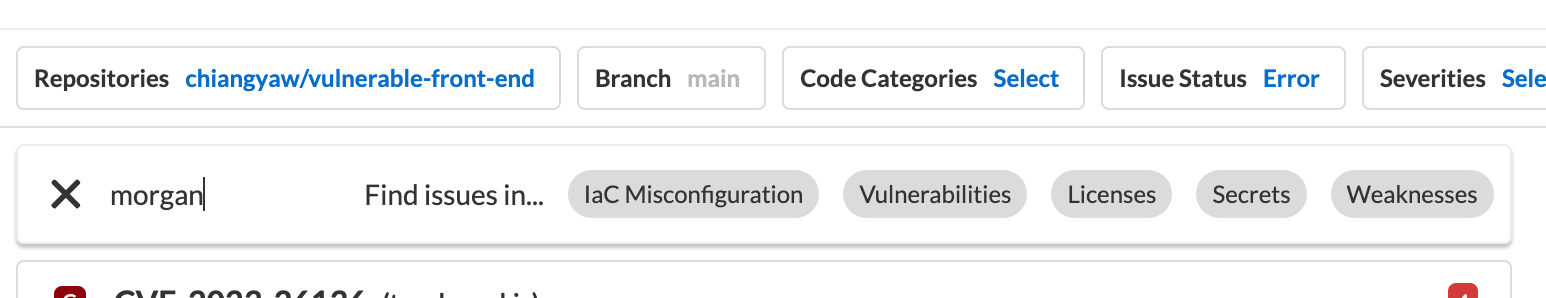 Repositories chiangyaw/vulnerable-front-end Branch main Code Categories Select Issue Status Error Severities Sele
morgan Find issues in... IaC Misconfiguration Vulnerabilities Licenses Secrets Weaknesses